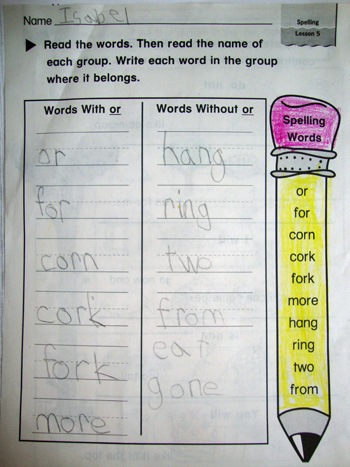 Name Isabel
Spelling
Lesson 5
Read the words. Then read the name of
each group. Write each word in the group
where it belongs.
Words With or
or
for
corn
cork
fork
more
Words Without or
hang
ring
two
from
eat
gone
Spelling
Words
or
for
corn
cork
fork
more
hang
ring
two
from